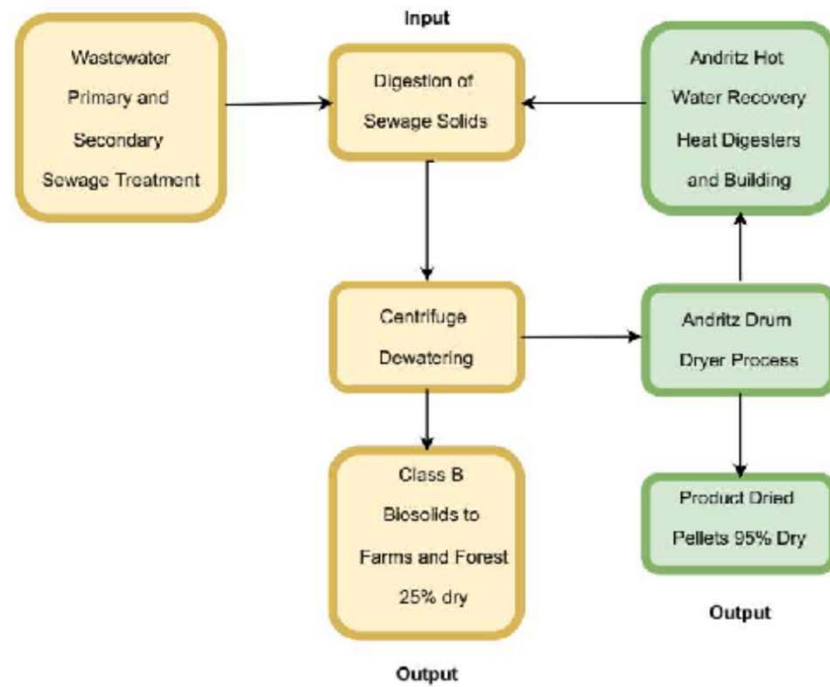 Input
Wastewater
Primary and
Secondary
Sewage Treatment
Digestion of
Sewage Solids
Andritz Hot
Water Recovery
Heat Digesters
and Building
Centrifuge
Dewatering
Andritz Drum
Dryer Process
Class B
Biosolids to
Farms and Forest
25% dry
Output
Product Dried
Pellets 95% Dry
Output